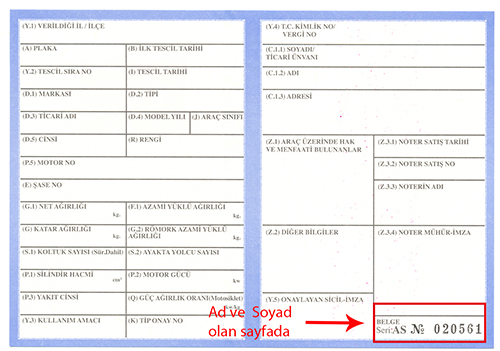 (Y.1) VERİLDİĞİ İL / İLÇE
(A) PLAKA
(B) İLK TESCİL TARİHİ
(Y.2) TESCİL SIRA NO
(I) TESCİL TARİHİ
(D.1) MARKASI
(D.2) TİPİ
(D.3) TİCARİ ADI
(D.4) MODEL YILI
(J) ARAÇ SINIFI
(D.5) CİNSİ
(R) RENGİ
(P.5) MOTOR NO
(E) ŞASE NO
(G.1) NET AĞIRLIĞI
kg.
(F.1) AZAMİ YÜKLÜ AĞIRLIĞI
kg.
(G) KATAR AĞIRLIĞI
kg.
(G.2) RÖMORK AZAMİ YÜKLÜ
AĞIRLIĞI
kg.
(S.1) KOLTUK SAYISI (Sür.Dahil)
(S.2) AYAKTA YOLCU SAYISI
(P.1) SİLİNDİR HACMİ
cm³
(P.2) MOTOR GÜCÜ
kw
(P.3) YAKIT CİNSİ
(Q) GÜÇ AĞIRLIK ORANI(Motosiklet)
kw/kg
(Y.3) KULLANIM AMACI
(K) TİP ONAY NO
(Y.4) T.C. KİMLİK NO/
VERGİ NO
(C.1.1) SOYADI/
TİCARİ ÜNVANI
(C.1.2) ADI
(C.1.3) ADRESİ
(Z.1) ARAÇ ÜZERİNDE HAK
VE MENFAATİ BULUNANLAR
(Z.3.1) NOTER SATIŞ TARİHİ
(Z.3.2) NOTER SATIŞ NO
(Z.3.3) NOTERİN ADI
(Z.2) DİĞER BİLGİLER
(Z.3.4) NOTER MÜHÜR-İMZA
(Y.5) ONAYLAYAN SİCİL-İMZA
BELGE
Seri: AS № 020561
Ad ve Soyad
olan sayfada